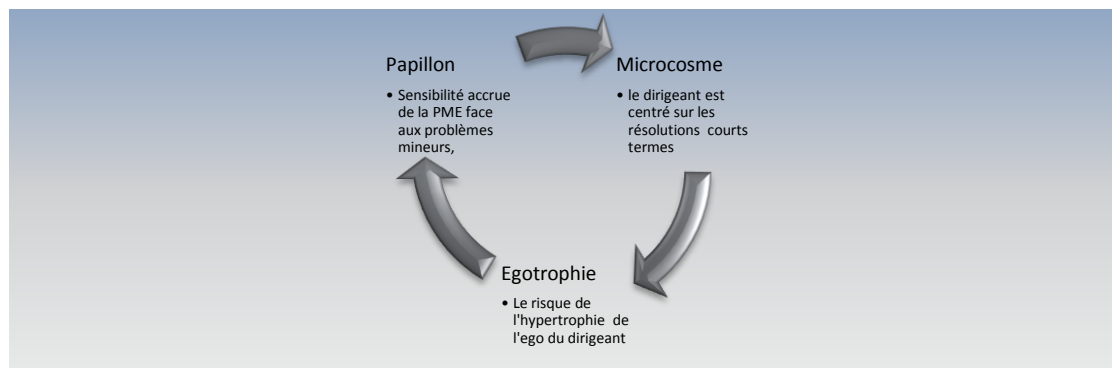 Papillon
• Sensibilité accrue
de la PME face
aux problèmes
mineurs,
Microcosme
• le dirigeant est
centré sur les
résolutions courts
termes
Egotrophie
• Le risque de
l'hypertrophie de
l'ego du dirigeant